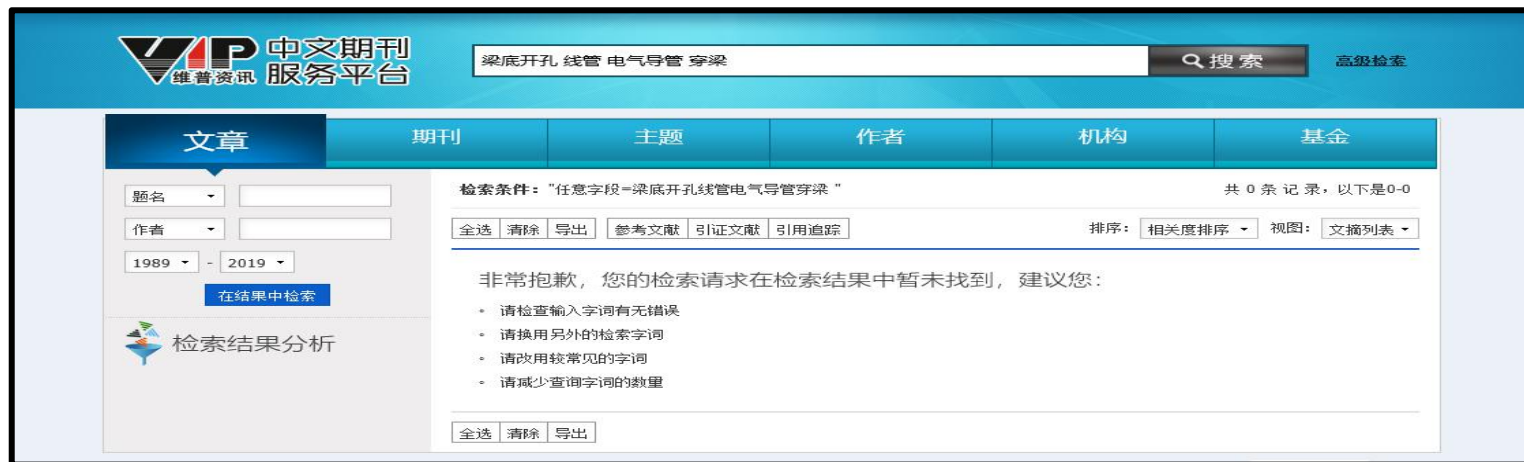 VIP 中文期刊
维普资讯 服务平台
梁底开孔 线管 电气导管 穿梁
搜索
高级检索
文章 期刊 主题 作者 机构 基金
题名
作者
1989 - 2019
在结果中检索
检索结果分析
检索条件："任意字段=梁底开孔线管电气导管穿梁 "
共 0 条 记 录，以下是0-0
全选 清除 导出 参考文献 引证文献 引用追踪
排序： 相关度排序 视图： 文摘列表
非常抱歉，您的检索请求在检索结果中暂未找到，建议您：
请检查输入字词有无错误
请换用另外的检索字词
请改用较常见的字词
请减少查询字词的数量
全选 清除 导出